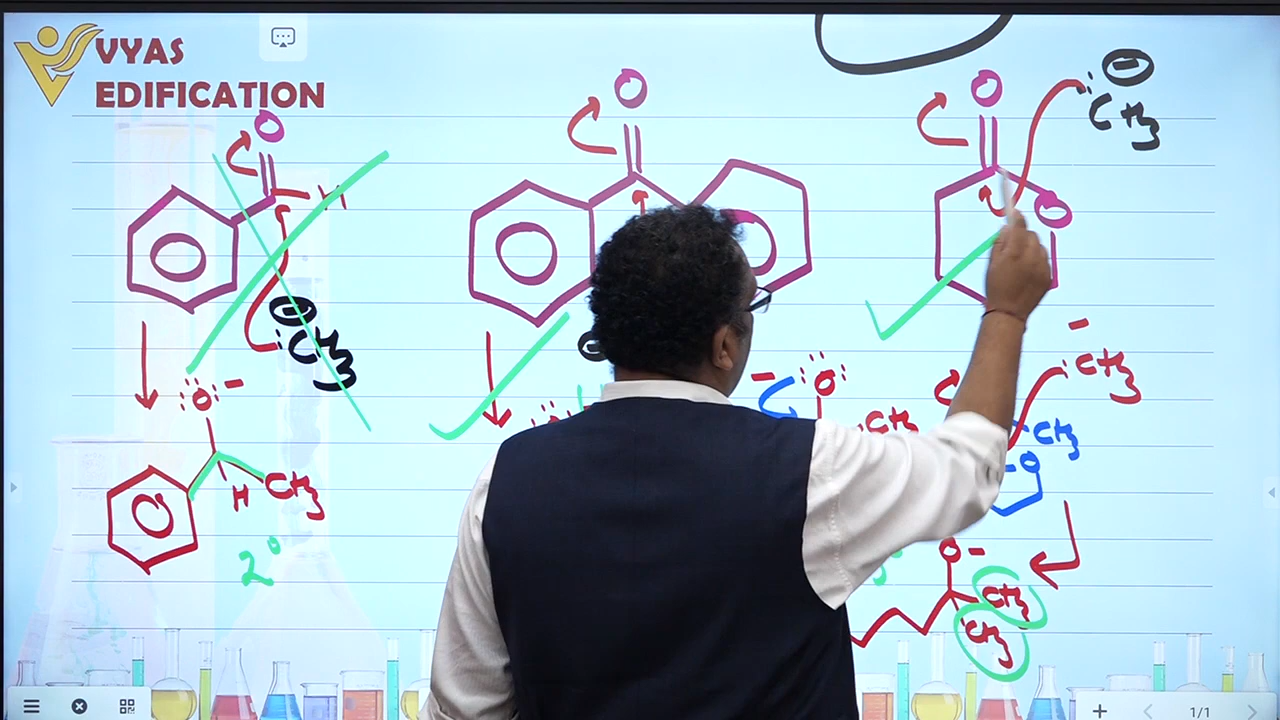 VYAS
EDIFICATION
O
H
⊖
:CH3
:Ö: –
H
CH3
2°
O
– :Ö:
CH3
O
⊖
:CH3
O
–
:CH3
CH3
O
O –
CH3
CH3
1/1